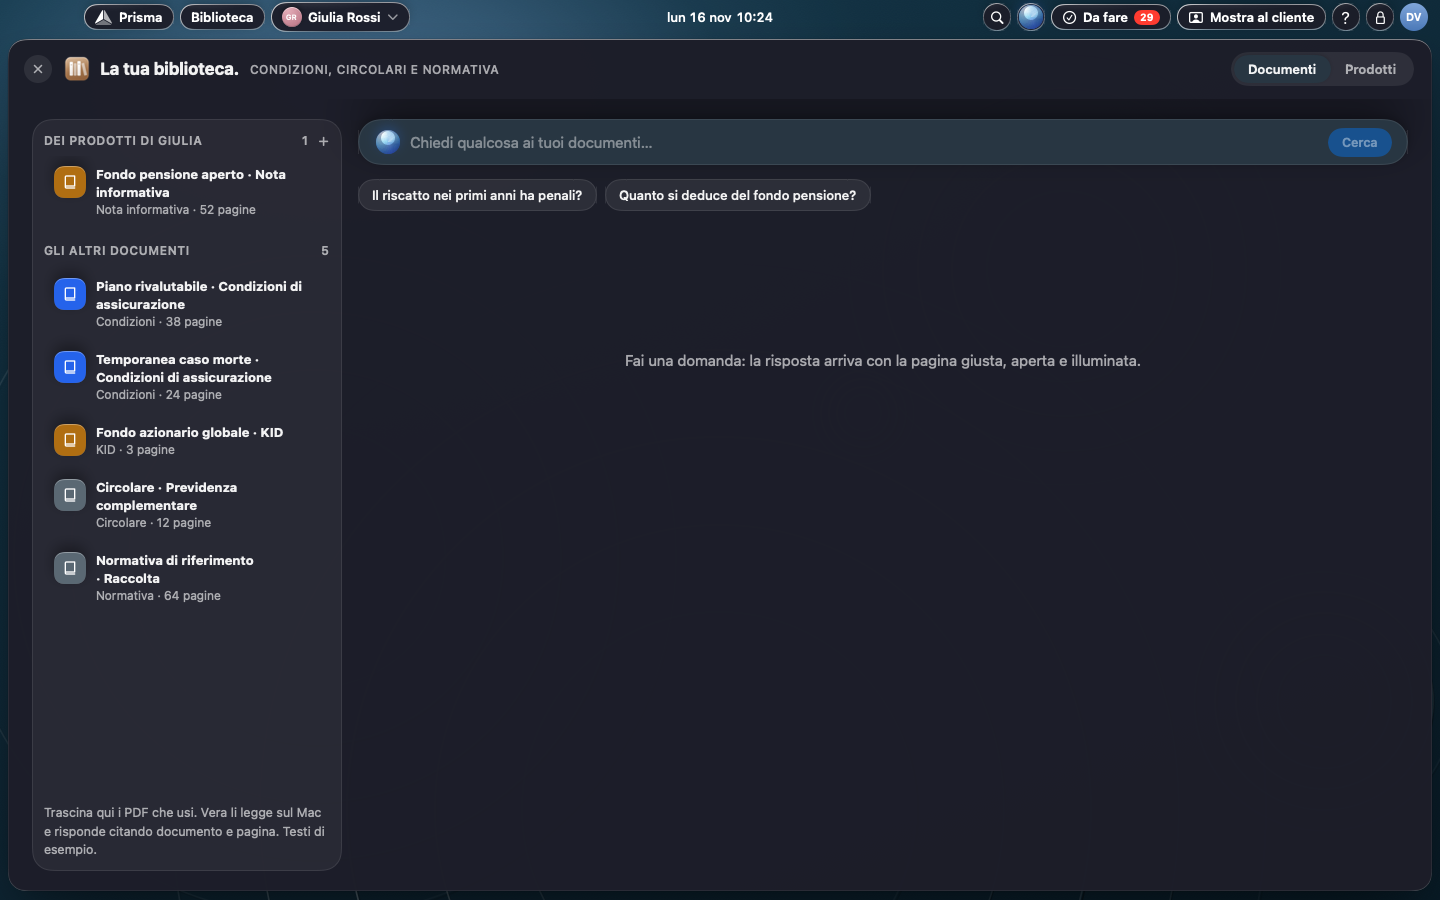 Prisma
Biblioteca
GR
Giulia Rossi
lun 16 nov 10:24
Da fare
29
Mostra al cliente
?
DV
La tua biblioteca.
CONDIZIONI, CIRCOLARI E NORMATIVA
Documenti
Prodotti
DEI PRODOTTI DI GIULIA
1
+
Fondo pensione aperto · Nota
informativa
Nota informativa · 52 pagine
GLI ALTRI DOCUMENTI
5
Piano rivalutabile · Condizioni di
assicurazione
Condizioni · 38 pagine
Temporanea caso morte ·
Condizioni di assicurazione
Condizioni · 24 pagine
Fondo azionario globale · KID
KID · 3 pagine
Circolare · Previdenza
complementare
Circolare · 12 pagine
Normativa di riferimento
· Raccolta
Normativa · 64 pagine
Trascina qui i PDF che usi. Vera li legge sul Mac
e risponde citando documento e pagina. Testi di
esempio.
Chiedi qualcosa ai tuoi documenti...
Cerca
Il riscatto nei primi anni ha penali?
Quanto si deduce del fondo pensione?
Fai una domanda: la risposta arriva con la pagina giusta, aperta e illuminata.